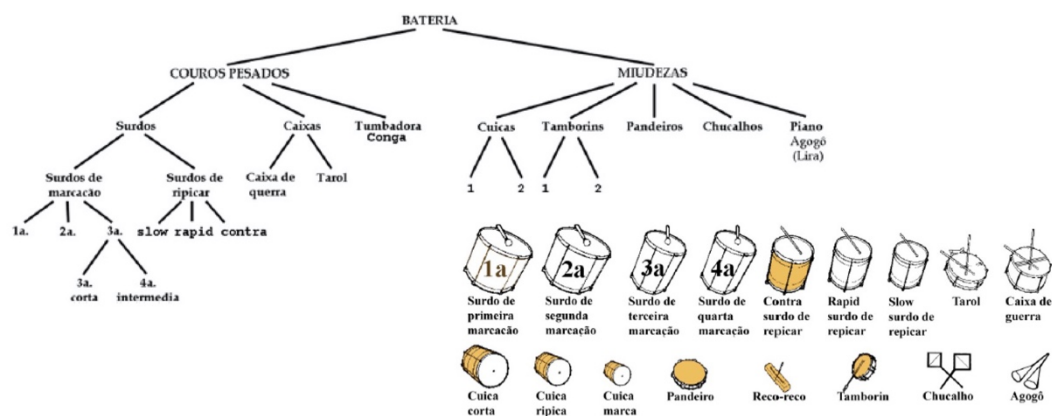 BATERIA
COUROS PESADOS MIUDEZAS
Surdos Caixas Tumbadora
Conga
Cuicas Tamborins Pandeiros Chucalhos Piano
Agogô
(Lira)
Surdos de
marcacão
Surdos de
ripicar
Caixa de
querra
Tarol
1 2 1 2
1a. 2a. 3a. slow rapid contra
3a.
corta
4a.
intermedia
1a 2a 3a 4a
Surdo de
primeira
marcacão
Surdo de
segunda
marcação
Surdo de
terceira
marcação
Surdo de
quarta
marcação
Contra
surdo de
repicar
Rapid
surdo de
repicar
Slow
surdo de
repicar
Tarol
Caixa de
guerra
Cuica
corta
Cuica
ripica
Cuica
marca
Pandeiro
Reco-reco
Tamborin
Chucalho
Agogô